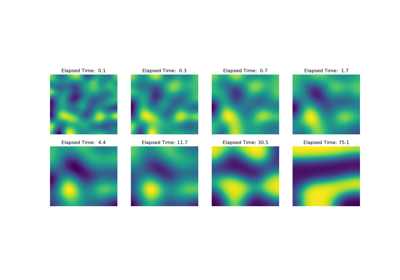 Elapsed Time: 0.1
Elapsed Time: 0.3
Elapsed Time: 0.7
Elapsed Time: 1.7
Elapsed Time: 4.4
Elapsed Time: 11.7
Elapsed Time: 30.5
Elapsed Time: 75.1